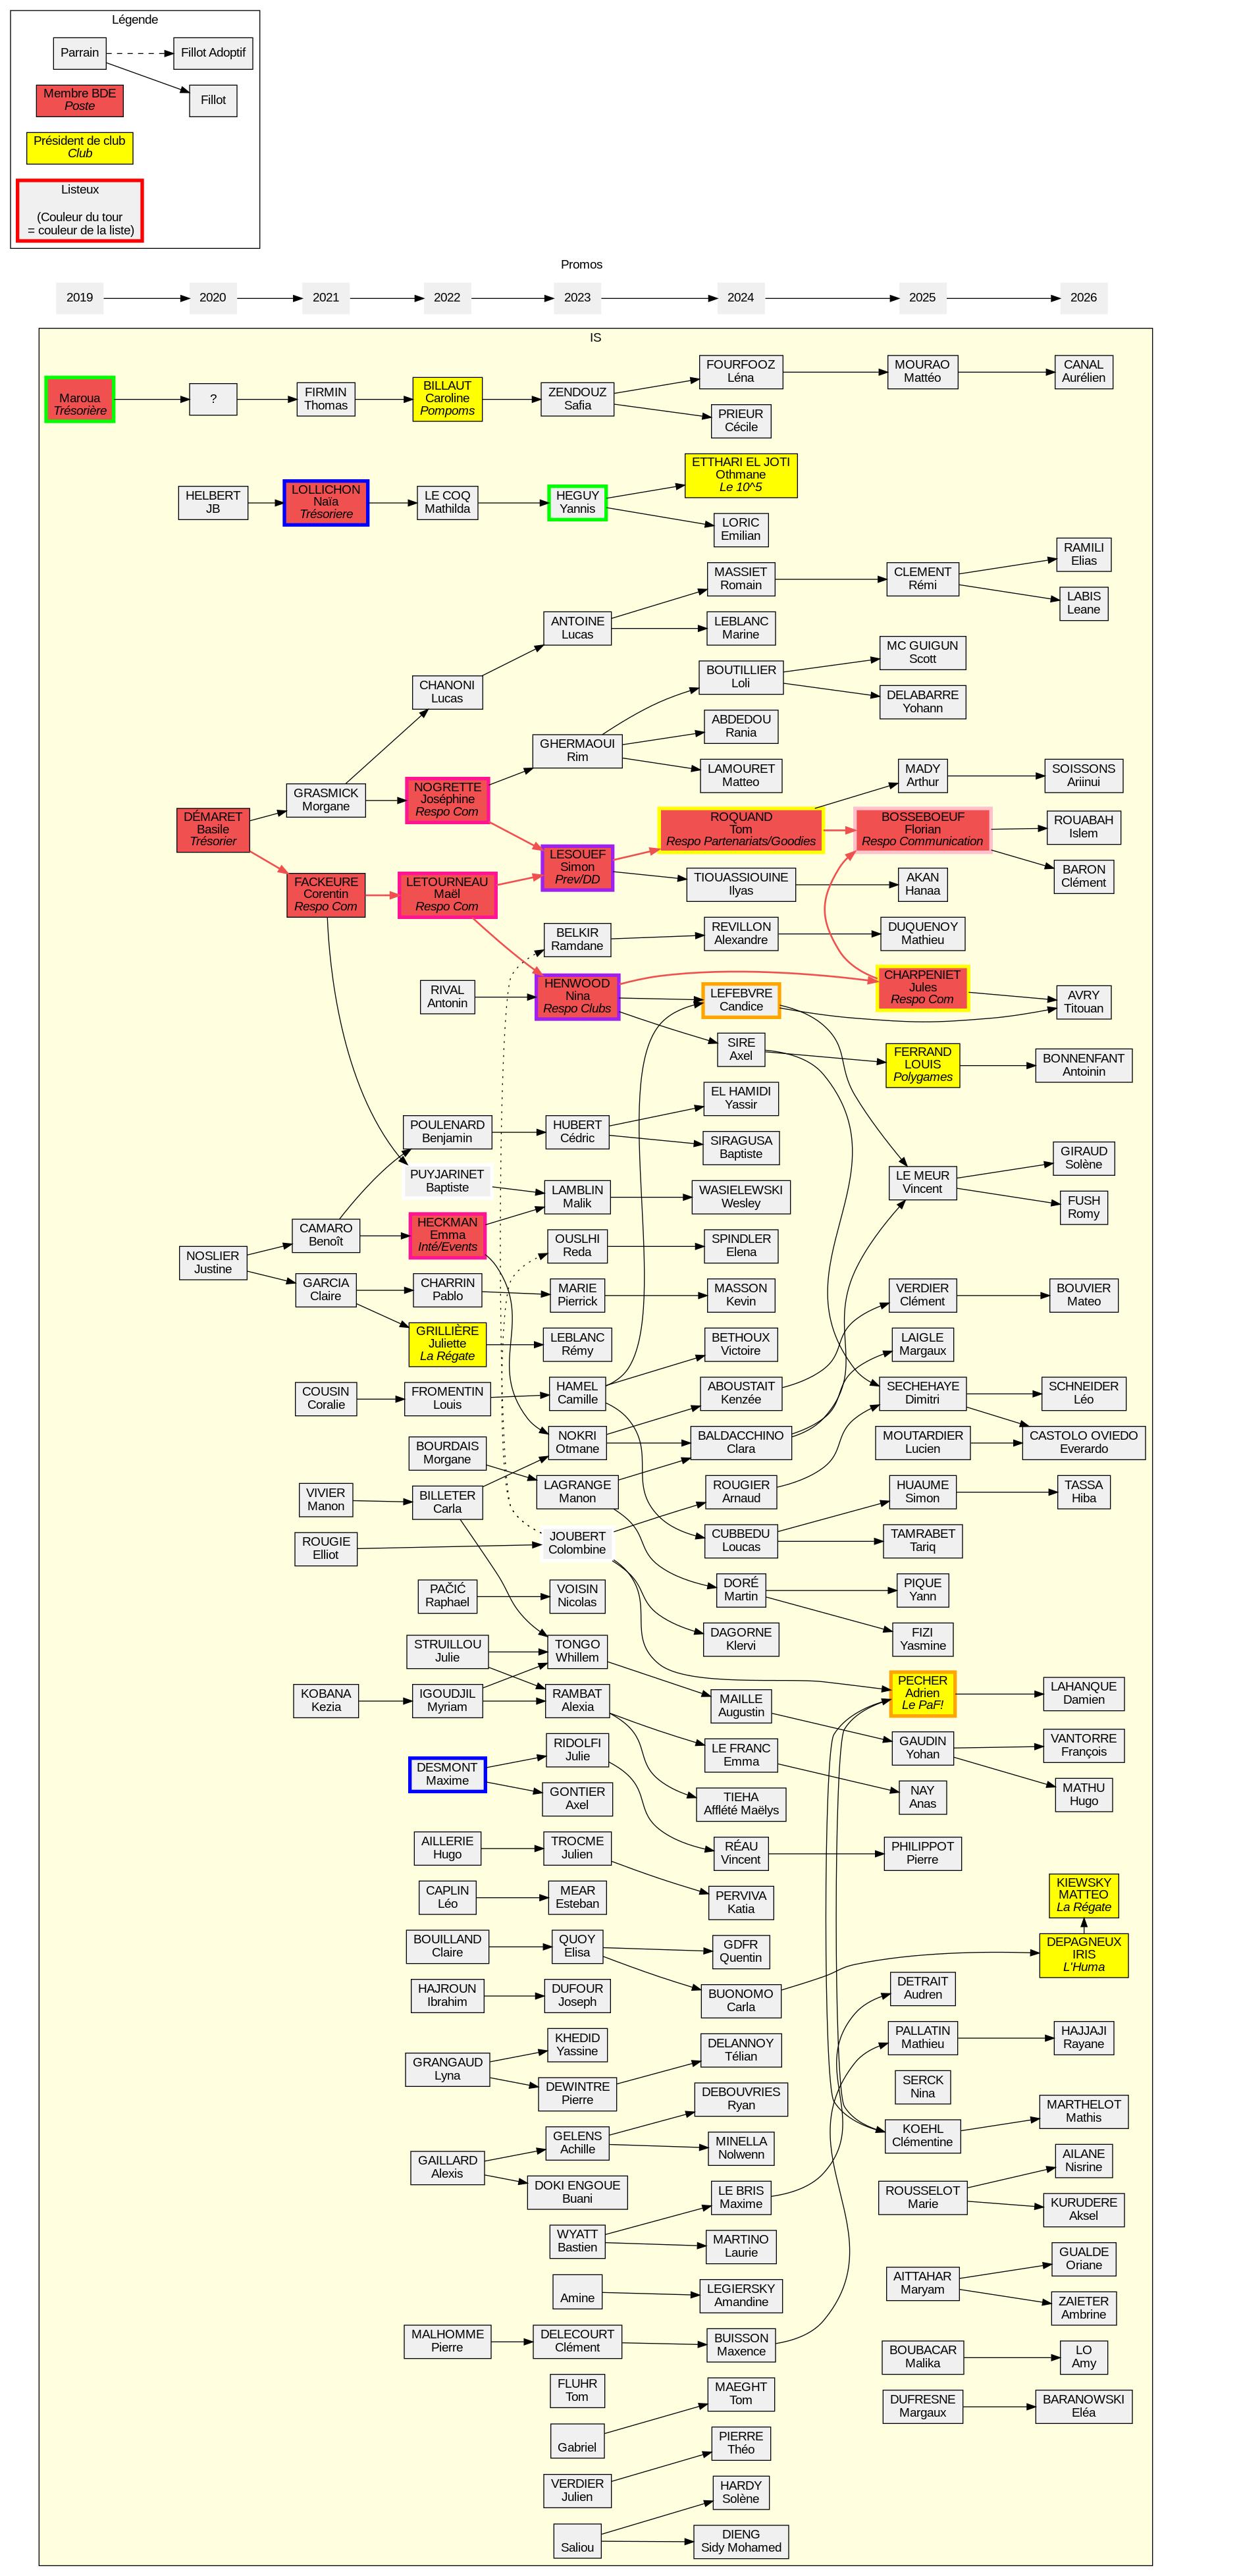 Légende
Parrain
Fillot Adoptif
Fillot
Membre BDE
Poste
Président de club
Club
Listeux
(Couleur du tour
= couleur de la liste)
Promos
2019
2020
2021
2022
2023
2024
2025
2026
IS
Maroua
Trésorière
?
FIRMIN
Thomas
BILLAUT
Caroline
Pompoms
ZENDOUZ
Safia
FOURFOOZ
Léna
MOURAO
Mattéo
CANAL
Aurélien
PRIEUR
Cécile
HELBERT
JB
LOLLICHON
Naïa
Trésoriere
LE COQ
Mathilda
HEGUY
Yannis
ETTHARI EL JOTI
Othmane
Le 10^5
LORIC
Emilian
MASSIET
Romain
CLEMENT
Rémi
RAMILI
Elias
LABIS
Leane
ANTOINE
Lucas
LEBLANC
Marine
CHANONI
Lucas
BOUTILLIER
Loli
MC GUIGUN
Scott
DELABARRE
Yohann
GHERMAOUI
Rim
ABDEDOU
Rania
LAMOURET
Matteo
DÉMARET
Basile
Trésorier
GRASMICK
Morgane
NOGRETTE
Joséphine
Respo Com
MADY
Arthur
SOISSONS
Ariinui
ROQUAND
Tom
Respo Partenariats/Goodies
BOSSEBOEUF
Florian
Respo Communication
ROUABAH
Islem
BARON
Clément
FACKEURE
Corentin
Respo Com
LETOURNEAU
Maël
Respo Com
LESOUEF
Simon
Prev/DD
TIOUASSIOUINE
Ilyas
AKAN
Hanaa
BELKIR
Ramdane
REVILLON
Alexandre
DUQUENOY
Mathieu
RIVAL
Antonin
HENWOOD
Nina
Respo Clubs
LEFEBVRE
Candice
CHARPENIET
Jules
Respo Com
AVRY
Titouan
SIRE
Axel
FERRAND
LOUIS
Polygames
BONNENFANT
Antoinin
EL HAMIDI
Yassir
POULENARD
Benjamin
HUBERT
Cédric
SIRAGUSA
Baptiste
GIRAUD
Solène
PUYJARINET
Baptiste
LAMBLIN
Malik
WASIELEWSKI
Wesley
LE MEUR
Vincent
FUSH
Romy
NOSLIER
Justine
CAMARO
Benoît
HECKMAN
Emma
Inté/Events
OUSLHI
Reda
SPINDLER
Elena
GARCIA
Claire
CHARRIN
Pablo
MARIE
Pierrick
MASSON
Kevin
VERDIER
Clément
BOUVIER
Mateo
GRILLIÈRE
Juliette
La Régate
LEBLANC
Rémy
BETHOUX
Victoire
LAIGLE
Margaux
COUSIN
Coralie
FROMENTIN
Louis
HAMEL
Camille
ABOUSTAIT
Kenzée
SECHEHAYE
Dimitri
SCHNEIDER
Léo
BOURDAIS
Morgane
NOKRI
Otmane
BALDACCHINO
Clara
MOUTARDIER
Lucien
CASTOLO OVIEDO
Everardo
VIVIER
Manon
BILLETER
Carla
LAGRANGE
Manon
ROUGIER
Arnaud
HUAUME
Simon
TASSA
Hiba
ROUGIE
Elliot
JOUBERT
Colombine
CUBBEDU
Loucas
TAMRABET
Tariq
PAČIĆ
Raphael
VOISIN
Nicolas
DORÉ
Martin
PIQUE
Yann
DAGORNE
Klervi
FIZI
Yasmine
STRUILLOU
Julie
TONGO
Whillem
KOBANA
Kezia
IGOUDJIL
Myriam
RAMBAT
Alexia
MAILLE
Augustin
PECHER
Adrien
Le PaF!
LAHANQUE
Damien
RIDOLFI
Julie
LE FRANC
Emma
GAUDIN
Yohan
VANTORRE
François
DESMONT
Maxime
GONTIER
Axel
TIEHA
Afflété Maëlys
NAY
Anas
MATHU
Hugo
AILLERIE
Hugo
TROCME
Julien
RÉAU
Vincent
PHILIPPOT
Pierre
CAPLIN
Léo
MEAR
Esteban
PERVIVA
Katia
KIEWSKY
MATTEO
La Régate
BOUILLAND
Claire
QUOY
Elisa
GDFR
Quentin
DEPAGNEUX
IRIS
L'Huma
HAJROUN
Ibrahim
DUFOUR
Joseph
BUONOMO
Carla
DETRAIT
Audren
KHEDID
Yassine
DELANNOY
Télian
PALLATIN
Mathieu
HAJJAJI
Rayane
GRANGAUD
Lyna
DEWINTRE
Pierre
DEBOUVRIES
Ryan
SERCK
Nina
MARTHELOT
Mathis
GELENS
Achille
MINELLA
Nolwenn
KOEHL
Clémentine
GAILLARD
Alexis
DOKI ENGOUE
Buani
LE BRIS
Maxime
ROUSSELOT
Marie
AILANE
Nisrine
KURUDERE
Aksel
WYATT
Bastien
MARTINO
Laurie
GUALDE
Oriane
Amine
LEGIERSKY
Amandine
AITTAHAR
Maryam
ZAIETER
Ambrine
MALHOMME
Pierre
DELECOURT
Clément
BUISSON
Maxence
BOUBACAR
Malika
LO
Amy
FLUHR
Tom
MAEGHT
Tom
DUFRESNE
Margaux
BARANOWSKI
Eléa
Gabriel
PIERRE
Théo
VERDIER
Julien
HARDY
Solène
Saliou
DIENG
Sidy Mohamed